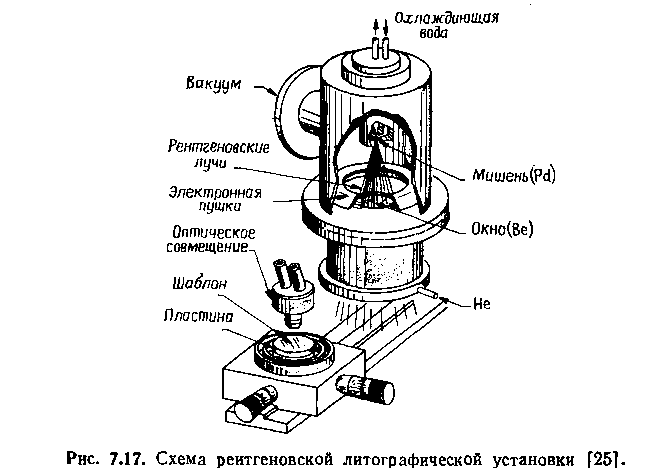 Охлаждающая
вода
Вакуум
Рентгеновские
лучи
Мишень(Pd)
Электронная
пушка
Окно(Be)
Оптическое
совмещение
Шаблон
Не
Пластина
Рис. 7.17. Схема рентгеновской литографической установки [25].